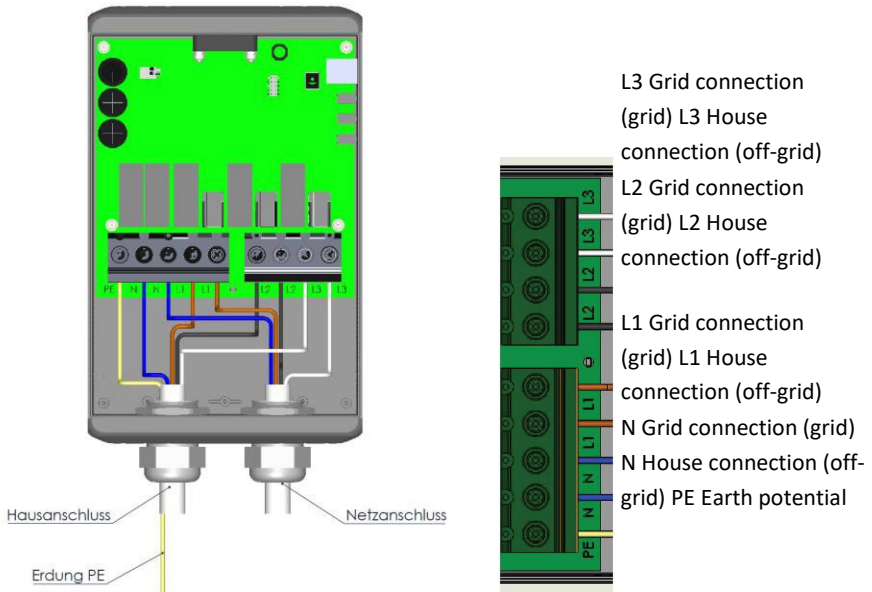 PE N N L1 L1 L2 L2 L3 L3
Hausanschluss
Netzanschluss
Erdung PE
L3
L3
L2
L2
L1
L1
N
N
PE
L3 Grid connection
(grid) L3 House
connection (off-grid)
L2 Grid connection
(grid) L2 House
connection (off-grid)
L1 Grid connection
(grid) L1 House
connection (off-grid)
N Grid connection (grid)
N House connection (off-
grid) PE Earth potential